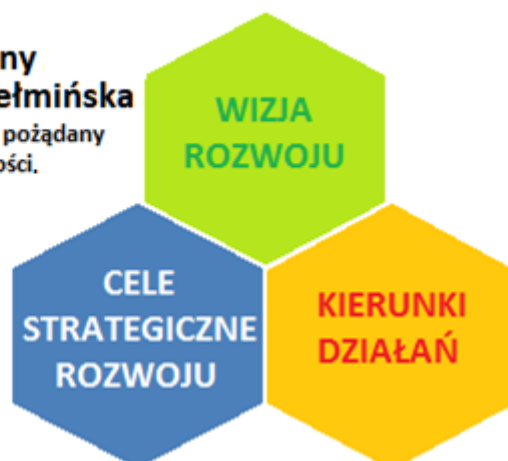 ny
ełmińska
pożądany
ości.
WIZJA
ROZWOJU
CELE
STRATEGICZNE
ROZWOJU
KIERUNKI
DZIAŁAŃ